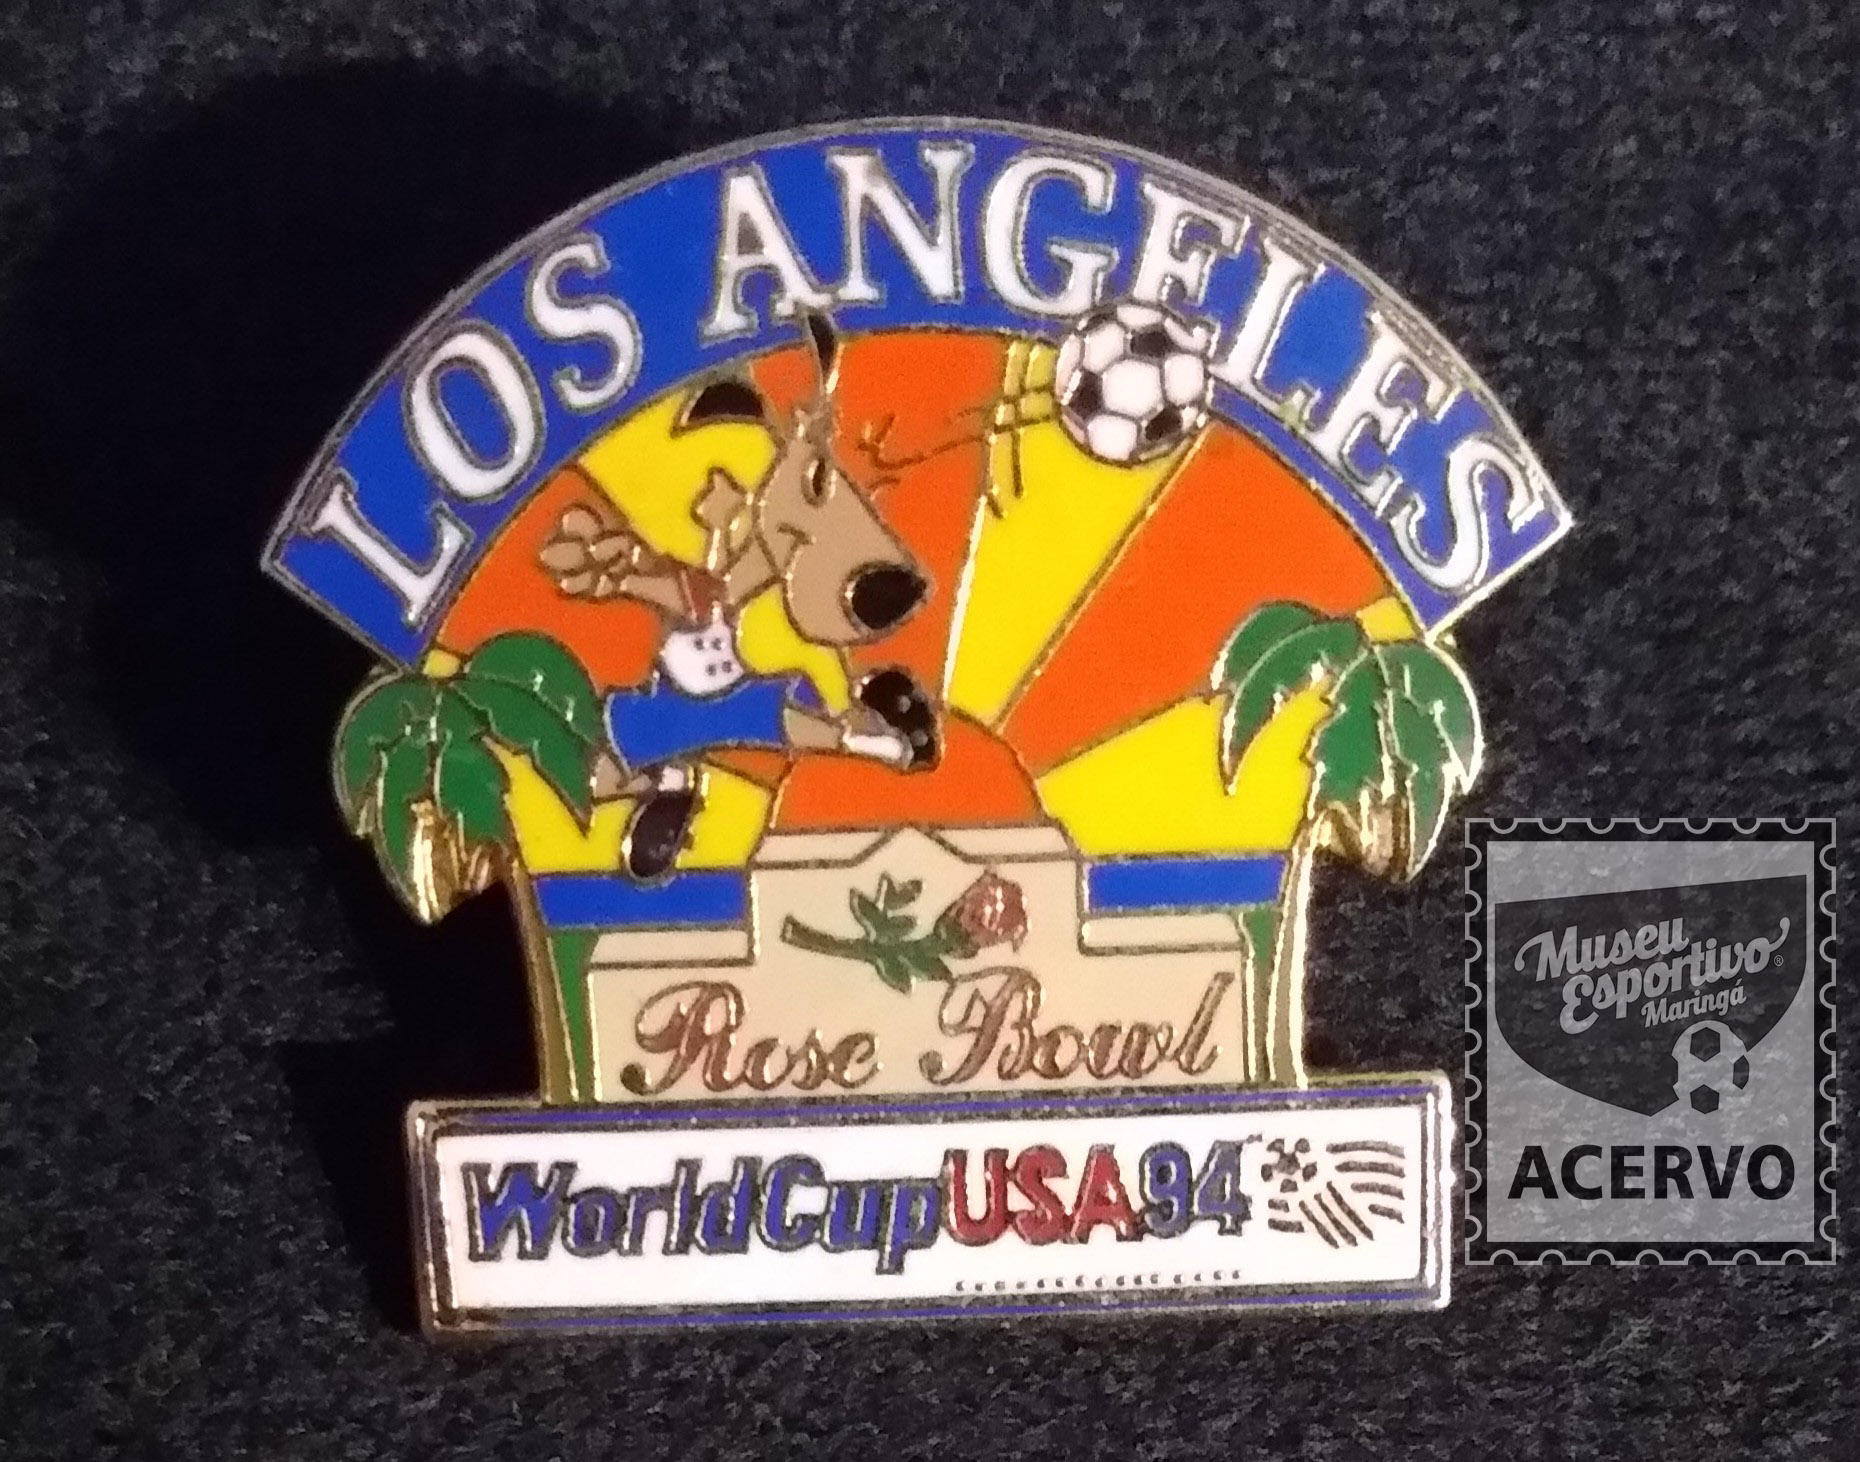 LOS ANGELES
Rose Bowl
WorldCupUSA94
Museu
Esportivo®
Maringá
ACERVO